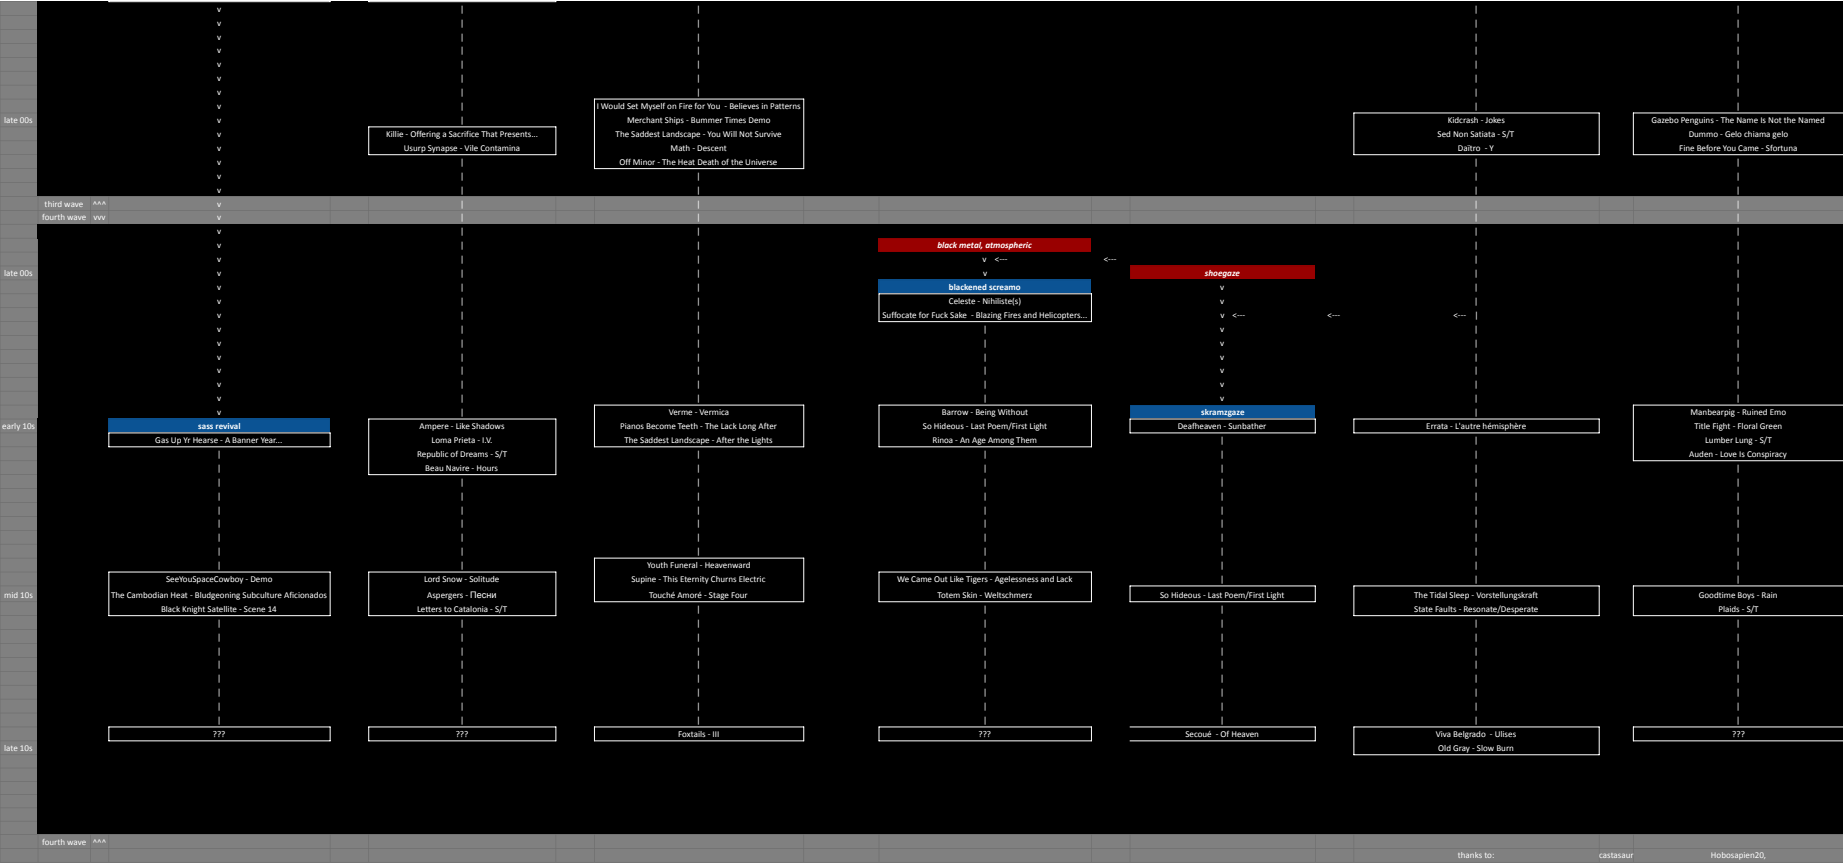 late 00s
Killie - Offering a Sacrifice That Presents...
Usurp Synapse - Vile Contamina
I Would Set Myself on Fire for You - Believes in Patterns
Merchant Ships - Bummer Times Demo
The Saddest Landscape - You Will Not Survive
Math - Descent
Off Minor - The Heat Death of the Universe
Kidcrash - Jokes
Sed Non Satiata - S/T
Daïtro - Y
Gazebo Penguins - The Name Is Not the Named
Dummo - Gelo chiama gelo
Fine Before You Came - Sfortuna
third wave ^^^
fourth wave vvv
late 00s
black metal, atmospheric
v <--- <---
shoegaze
blackened screamo
Celeste - Nihiliste(s)
Suffocate for Fuck Sake - Blazing Fires and Helicopters...
v <--- <--- <---
early 10s
sass revival
Gas Up Yr Hearse - A Banner Year...
Ampere - Like Shadows
Loma Prieta - I.V.
Republic of Dreams - S/T
Beau Navire - Hours
Verme - Vermica
Pianos Become Teeth - The Lack Long After
The Saddest Landscape - After the Lights
Barrow - Being Without
So Hideous - Last Poem/First Light
Rinoa - An Age Among Them
skramzgaze
Deafheaven - Sunbather
Errata - L'autre hémisphère
Manbearpig - Ruined Emo
Title Fight - Floral Green
Lumber Lung - S/T
Auden - Love Is Conspiracy
mid 10s
SeeYouSpaceCowboy - Demo
The Cambodian Heat - Bludgeoning Subculture Aficionados
Black Knight Satellite - Scene 14
Lord Snow - Solitude
Aspergers - Песни
Letters to Catalonia - S/T
Youth Funeral - Heavenward
Supine - This Eternity Churns Electric
Touché Amoré - Stage Four
We Came Out Like Tigers - Agelessness and Lack
Totem Skin - Weltschmerz
So Hideous - Last Poem/First Light
The Tidal Sleep - Vorstellungskraft
State Faults - Resonate/Desperate
Goodtime Boys - Rain
Plaids - S/T
late 10s
???
???
Foxtails - III
???
Secoué - Of Heaven
Viva Belgrado - Ulises
Old Gray - Slow Burn
???
fourth wave ^^^
thanks to: castasaur Hobosapien20,